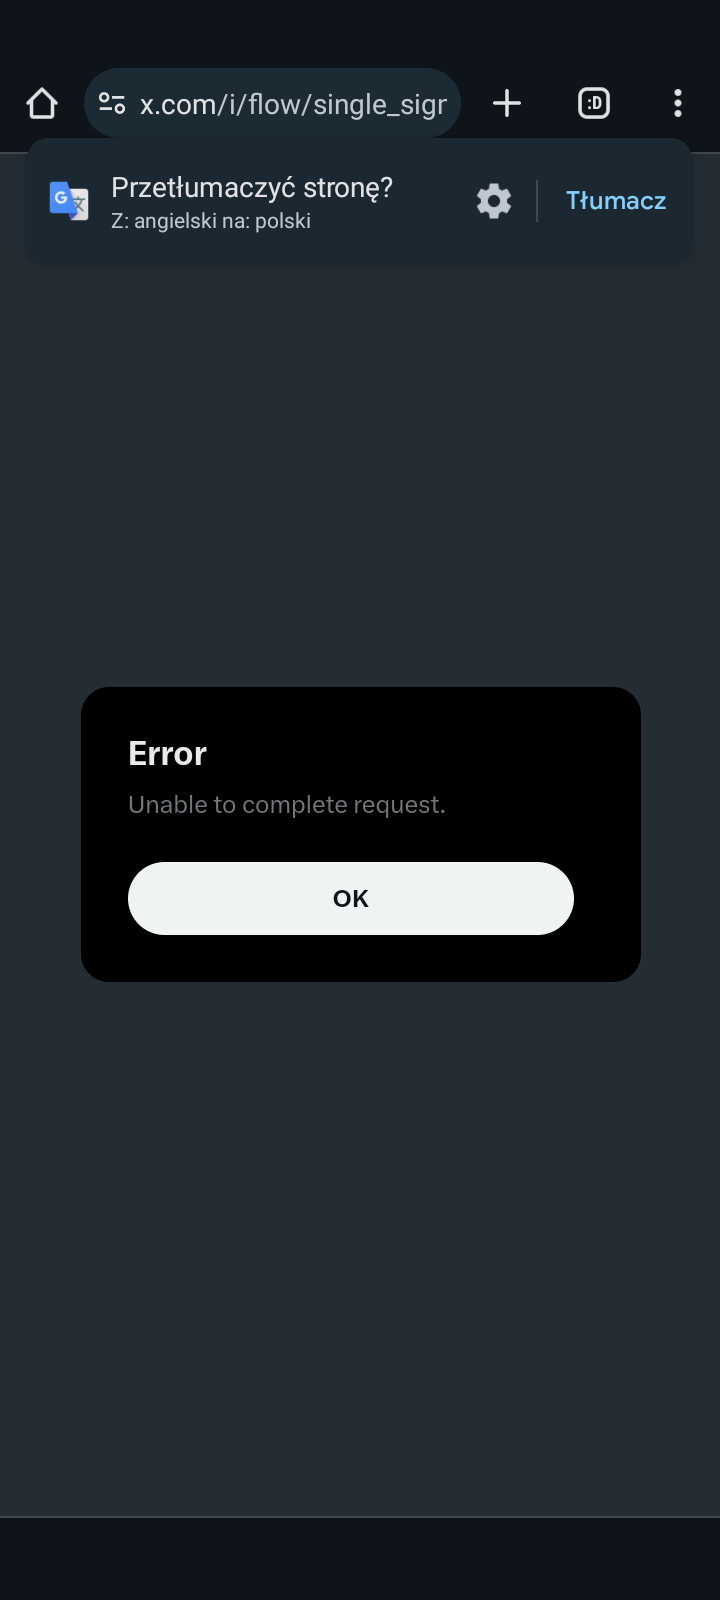 x.com/i/flow/single_sigr
:D
Przetłumaczyć stronę?
Z: angielski na: polski
Tłumacz
Error
Unable to complete request.
OK